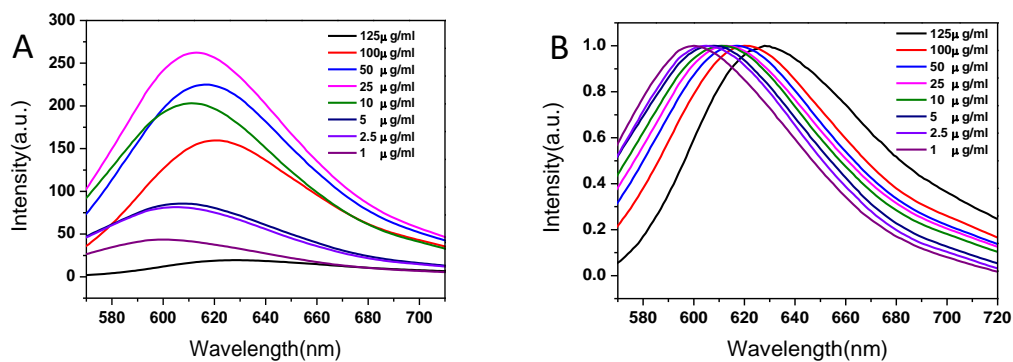 A
Intensity(a.u.)
300
250
200
150
100
50
0
125μ g/ml
100μ g/ml
50 μ g/ml
25 μ g/ml
10 μ g/ml
5 μ g/ml
2.5 μ g/ml
1 μ g/ml
580 600 620 640 660 680 700
Wavelength(nm)
B
Intensity(a.u.)
1.0
0.8
0.6
0.4
0.2
0.0
125μ g/ml
100μ g/ml
50 μ g/ml
25 μ g/ml
10 μ g/ml
5 μ g/ml
2.5 μ g/ml
1 μ g/ml
580 600 620 640 660 680 700 720
Wavelength(nm)